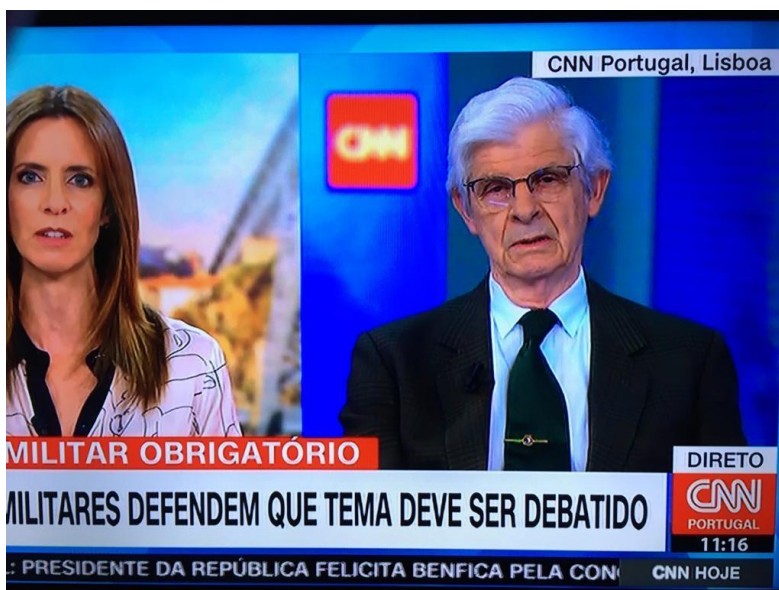 CNN Portugal, Lisboa
CNN
MILITAR OBRIGATÓRIO
MILITARES DEFENDEM QUE TEMA DEVE SER DEBATIDO
DIRETO
CNN
PORTUGAL
11:16
: PRESIDENTE DA REPÚBLICA FELICITA BENFICA PELA
CNN HOJE